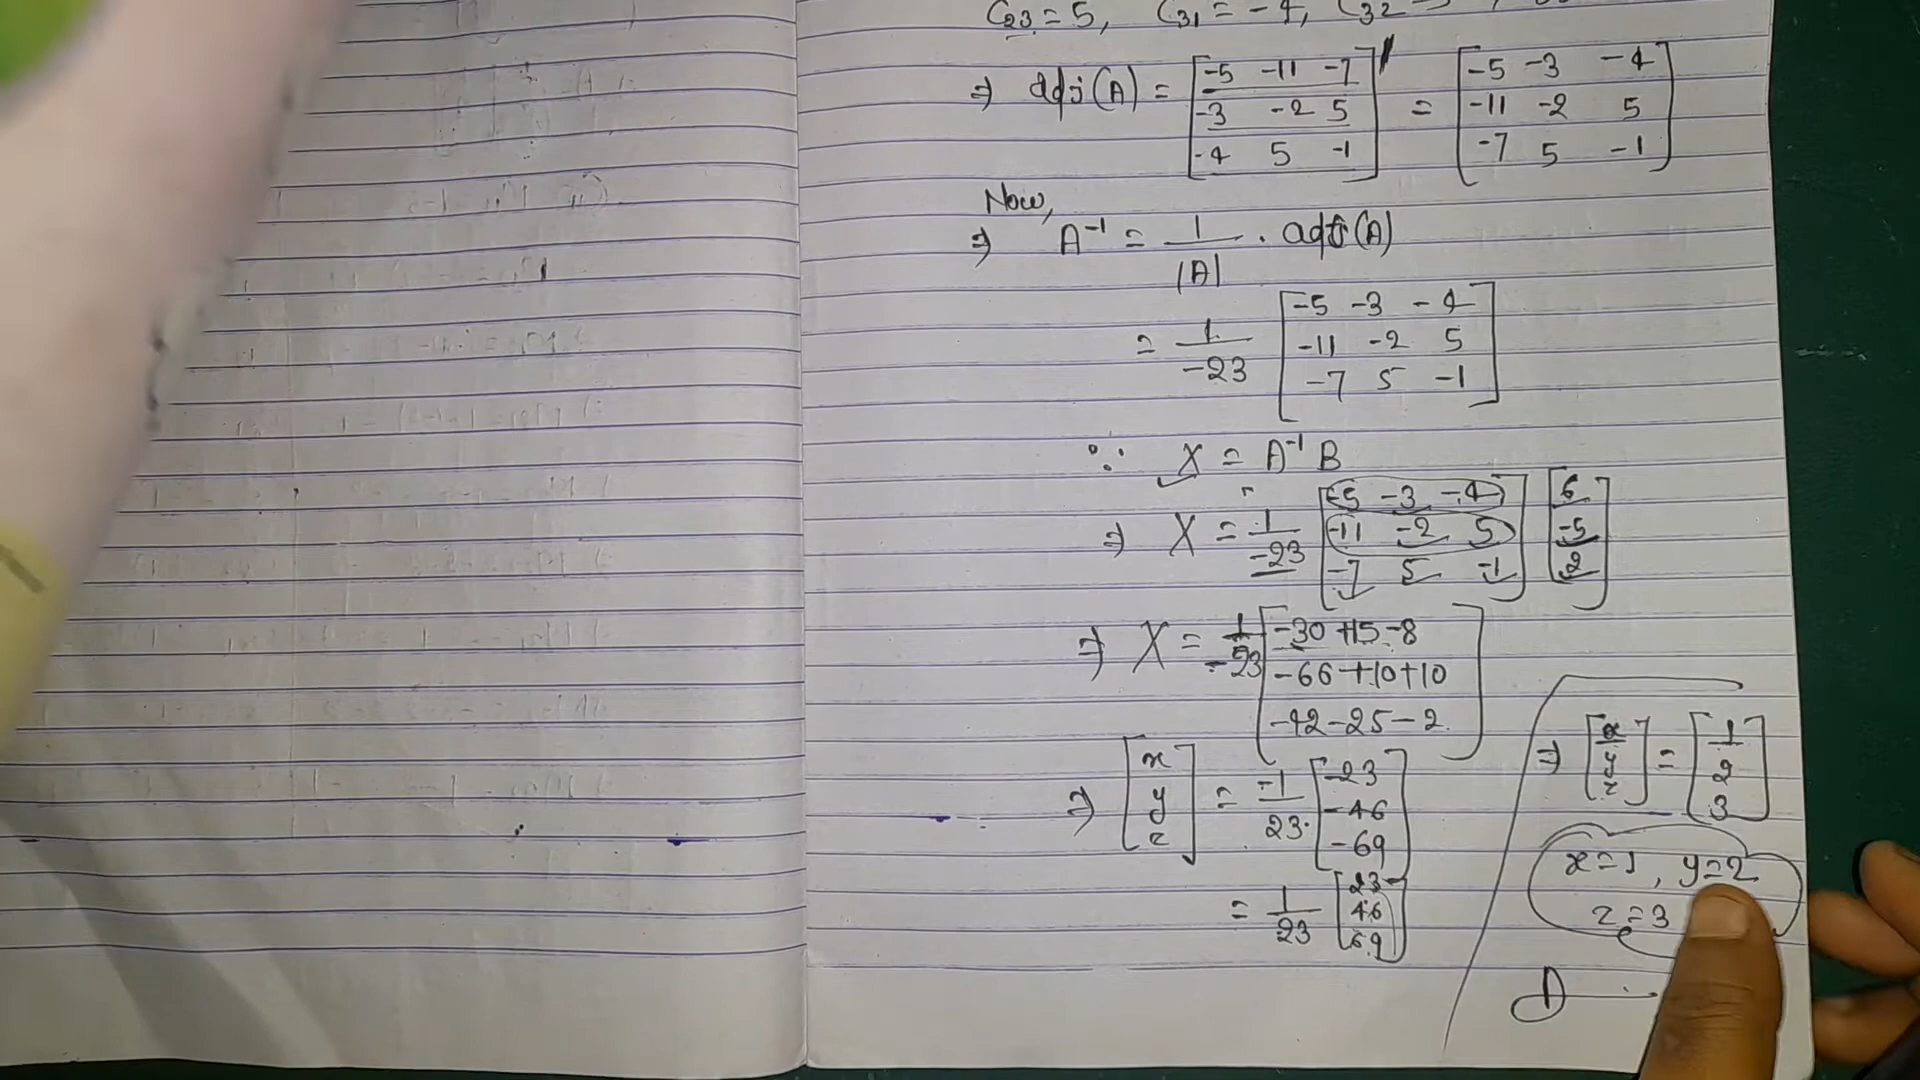 C23 = 5, C31 = -4, C32
⇒ adj(A) = [-5 -11 -7; -3 -2 5; -4 5 -1]' = [-5 -3 -4; -11 -2 5; -7 5 -1]
Now,
⇒ A⁻¹ = 1/|A| . adj(A)
= 1/-23 [-5 -3 -4; -11 -2 5; -7 5 -1]
∵ X = A⁻¹ B
⇒ X = 1/-23 [-5 -3 -4; -11 -2 5; -7 5 -1] [6; -5; 2]
⇒ X = 1/-23 [-30 +15 -8; -66 +10 +10; -42 -25 -2]
⇒ [x; y; z] = -1/23 [-23; -46; -69]
= 1/23 [23; 46; 69]
⇒ [x; y; z] = [1; 2; 3]
x = 1, y = 2
z = 3